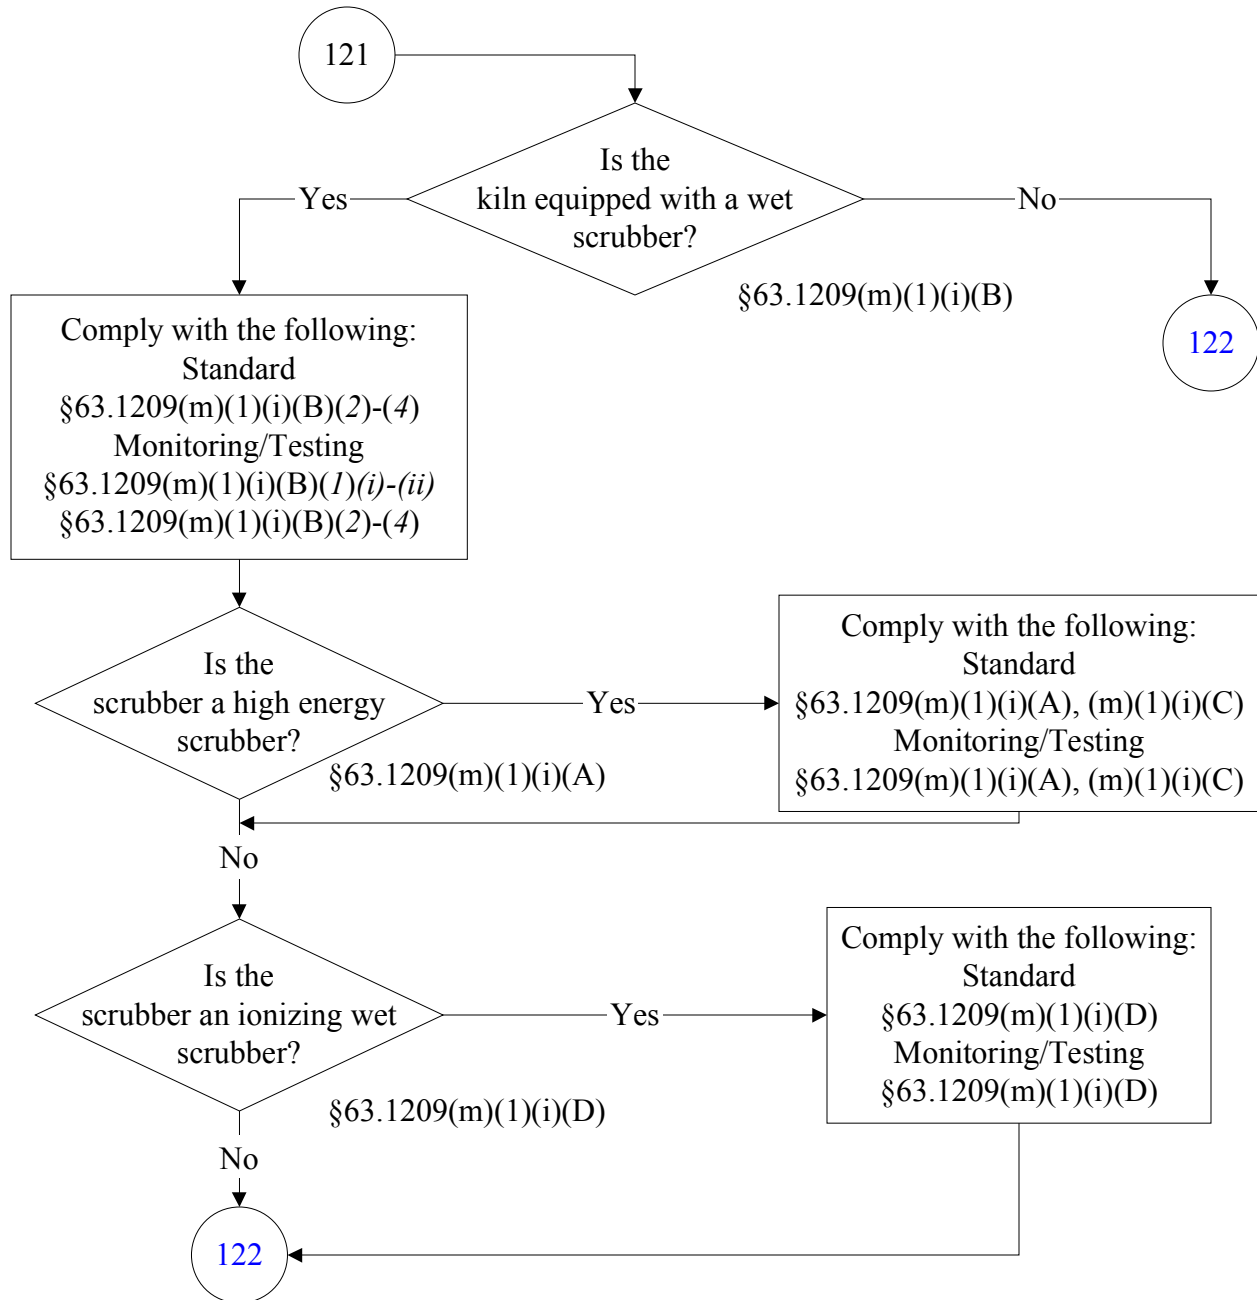 121
Is the
kiln equipped with a wet
scrubber?
Yes
No
§63.1209(m)(1)(i)(B)
122
Comply with the following:
Standard
§63.1209(m)(1)(i)(B)(2)-(4)
Monitoring/Testing
§63.1209(m)(1)(i)(B)(1)(i)-(ii)
§63.1209(m)(1)(i)(B)(2)-(4)
Is the
scrubber a high energy
scrubber?
Yes
§63.1209(m)(1)(i)(A)
Comply with the following:
Standard
§63.1209(m)(1)(i)(A), (m)(1)(i)(C)
Monitoring/Testing
§63.1209(m)(1)(i)(A), (m)(1)(i)(C)
No
Is the
scrubber an ionizing wet
scrubber?
Yes
§63.1209(m)(1)(i)(D)
Comply with the following:
Standard
§63.1209(m)(1)(i)(D)
Monitoring/Testing
§63.1209(m)(1)(i)(D)
No
122